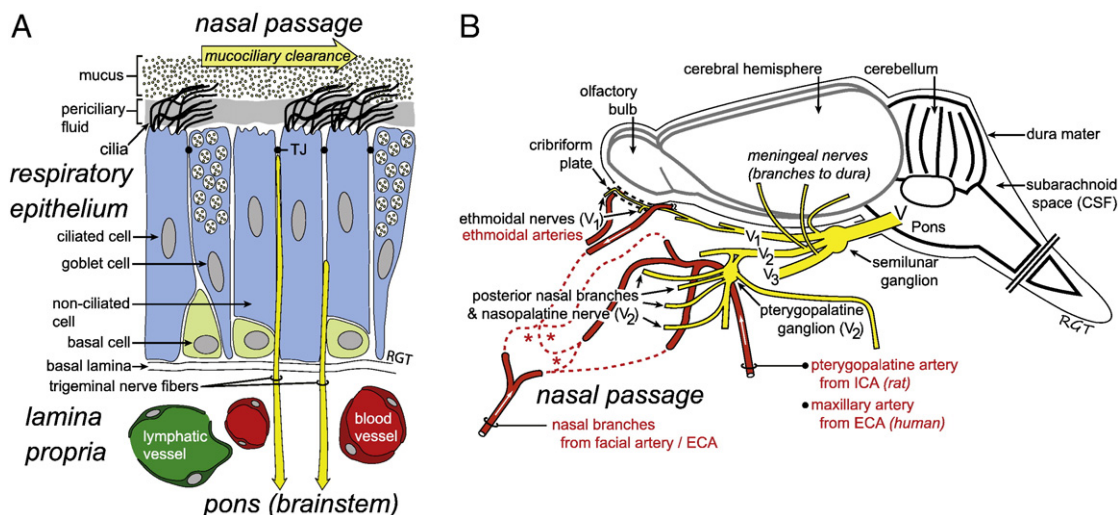 A
nasal passage
mucociliary clearance
mucus
periciliary
fluid
cilia
TJ
respiratory
epithelium
ciliated cell
goblet cell
non-ciliated
cell
basal cell
RGT
basal lamina
trigeminal nerve fibers
lamina
propria
lymphatic
vessel
blood
vessel
pons (brainstem)
B
cerebral hemisphere
cerebellum
olfactory
bulb
dura mater
cribriform
plate
meningeal nerves
(branches to dura)
subarachnoid
space (CSF)
ethmoidal nerves (V1)
ethmoidal arteries
V
Pons
V1
V2
V3
semilunar
ganglion
posterior nasal branches
& nasopalatine nerve (V2)
pterygopalatine
ganglion (V2)
RGT
* *
*
nasal passage
pterygopalatine artery
from ICA (rat)
maxillary artery
from ECA (human)
nasal branches
from facial artery / ECA